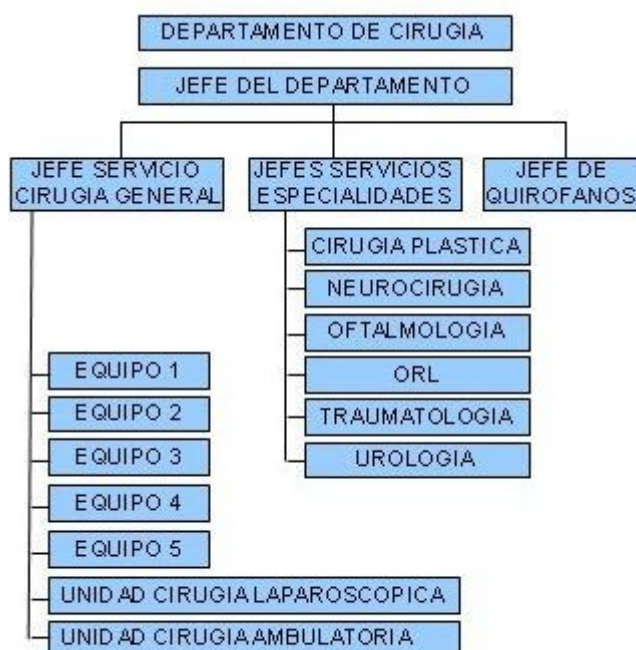 DEPARTAMENTO DE CIRUGIA
JEFE DEL DEPARTAMENTO
JEFE SERVICIO
CIRUGIA GENERAL
JEFES SERVICIOS
ESPECIALIDADES
JEFE DE
QUIROFANOS
CIRUGIA PLASTICA
NEUROCIRUGIA
OFTALMOLOGIA
ORL
TRAUMATOLOGIA
UROLOGIA
EQUIPO 1
EQUIPO 2
EQUIPO 3
EQUIPO 4
EQUIPO 5
UNIDAD CIRUGIA LAPAROSCOPICA
UNIDAD CIRUGIA AMBULATORIA